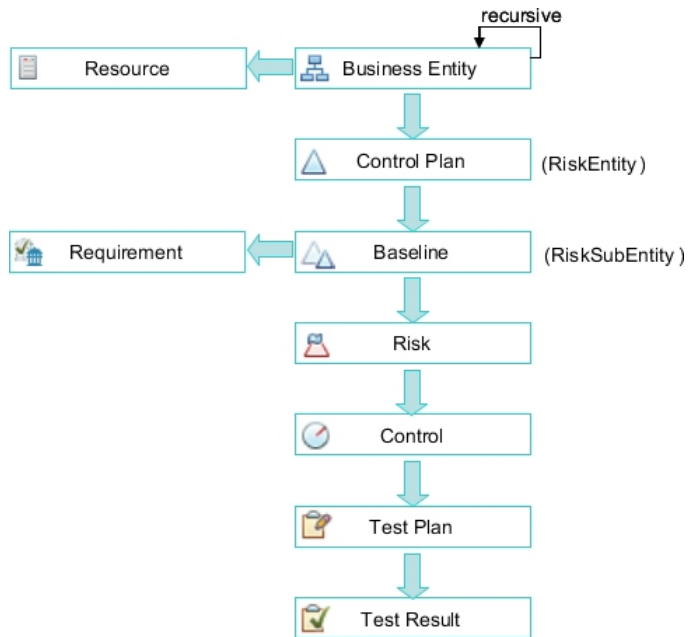 recursive
Resource
Business Entity
Control Plan
(RiskEntity)
Requirement
Baseline
(RiskSubEntity)
Risk
Control
Test Plan
Test Result